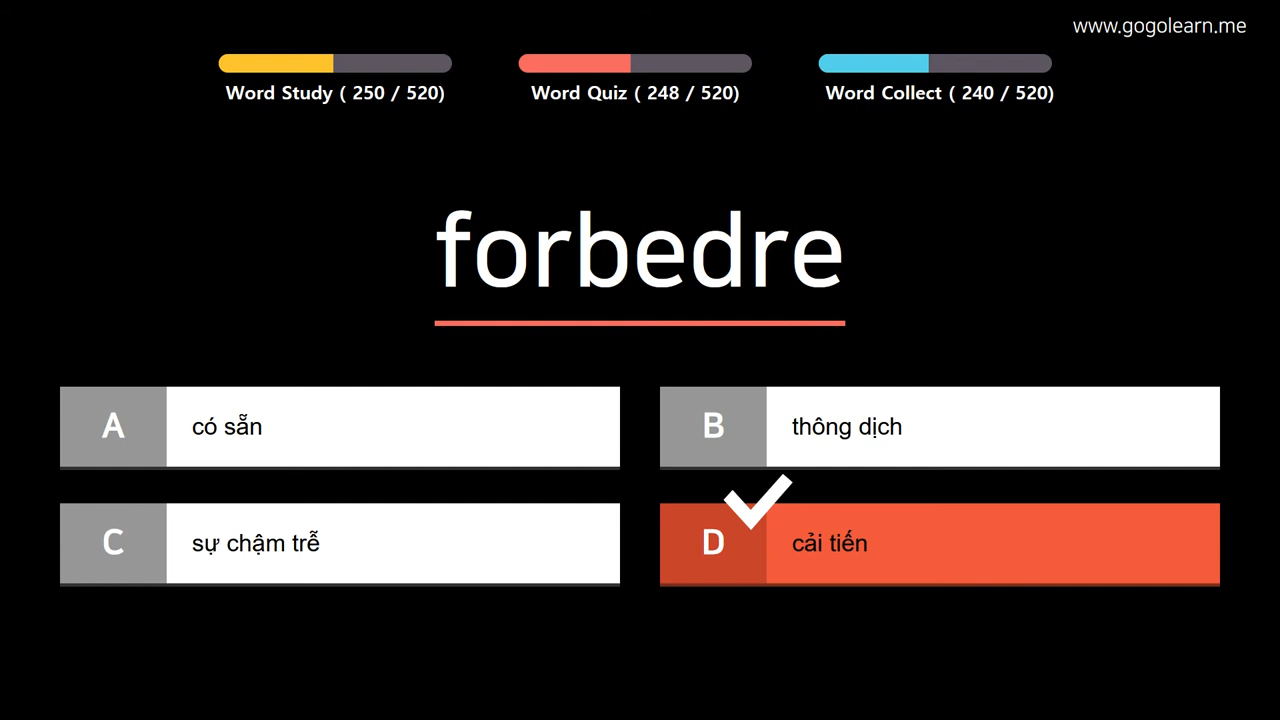 www.gogolearn.me
Word Study ( 250 / 520)
Word Quiz ( 248 / 520)
Word Collect ( 240 / 520)
forbedre
A
có sẵn
B
thông dịch
C
sự chậm trễ
D
cải tiến